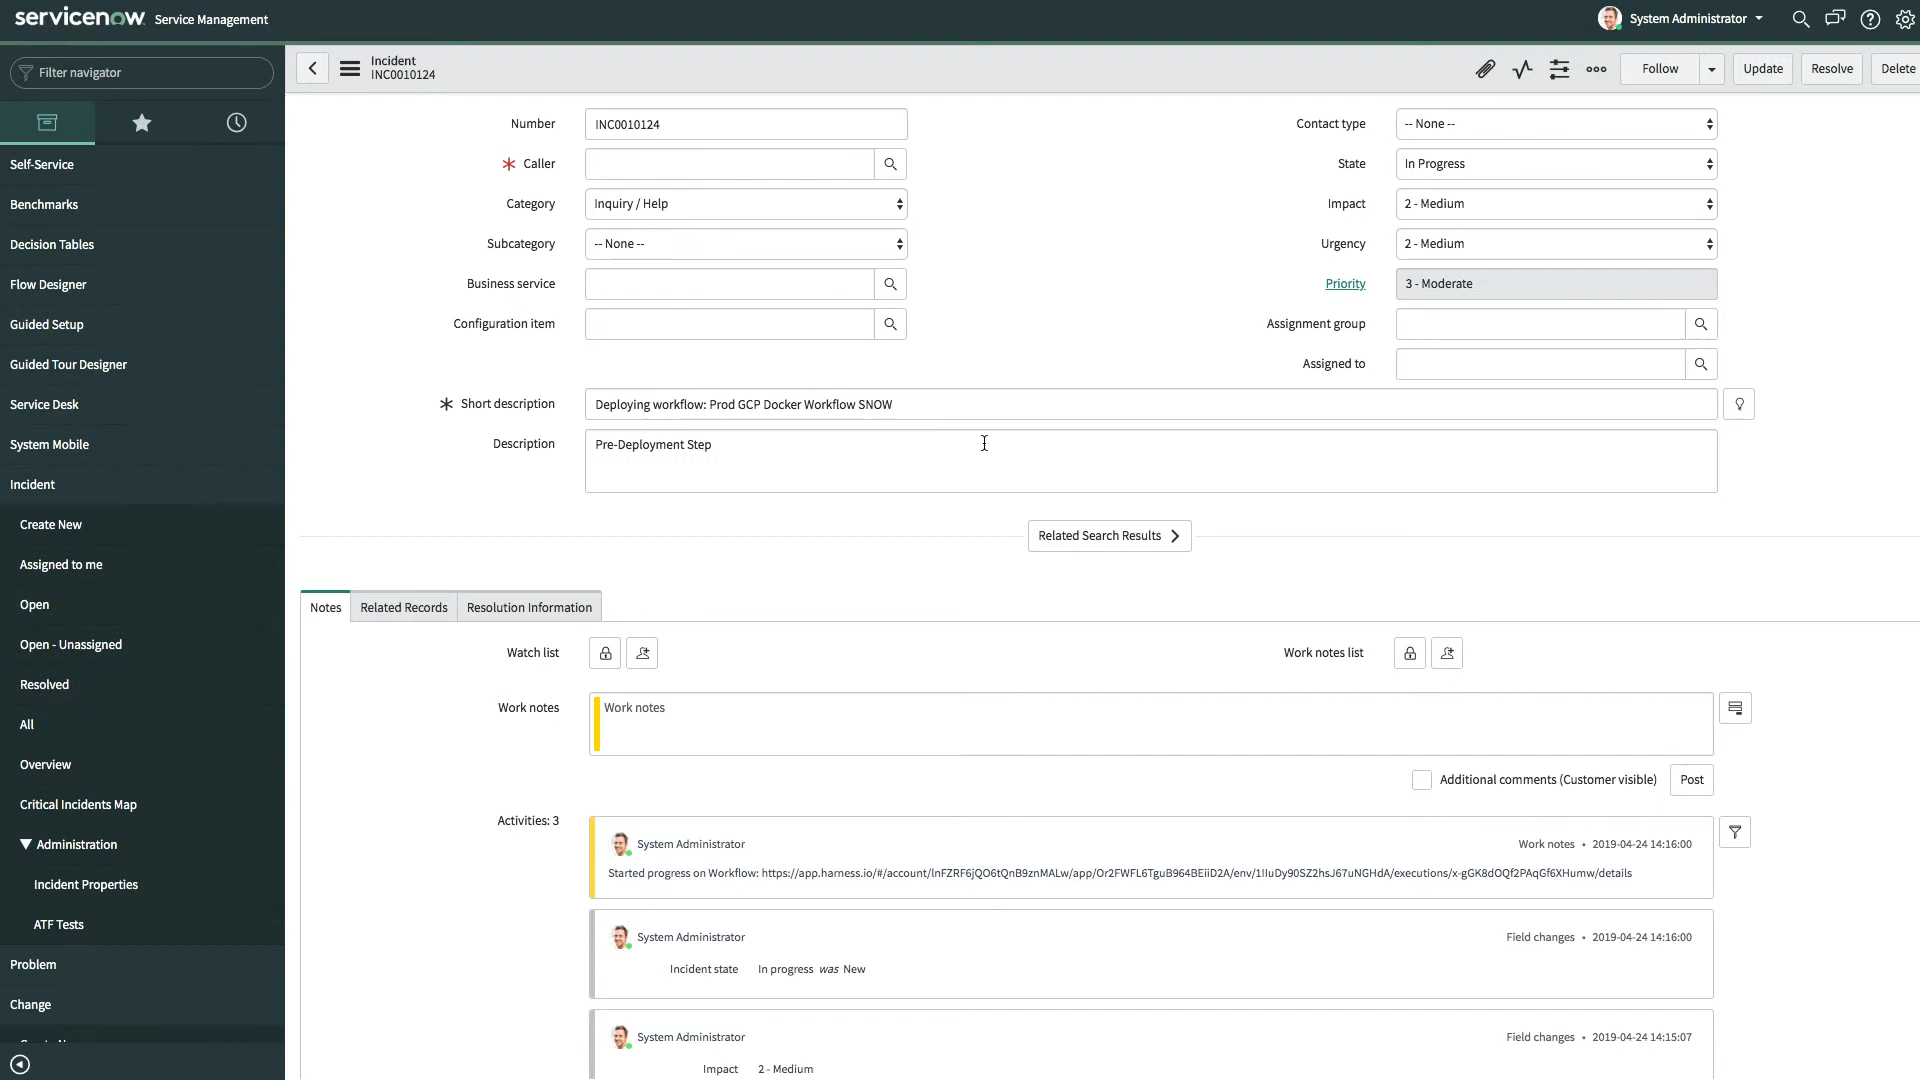 servicenow Service Management
System Administrator
Filter navigator
Self-Service
Benchmarks
Decision Tables
Flow Designer
Guided Setup
Guided Tour Designer
Service Desk
System Mobile
Incident
Create New
Assigned to me
Open
Open - Unassigned
Resolved
All
Overview
Critical Incidents Map
Administration
Incident Properties
ATF Tests
Problem
Change
Incident
INC0010124
Follow
Update
Resolve
Delete
Number INC0010124
Caller
Category Inquiry / Help
Subcategory -- None --
Business service
Configuration item
Contact type -- None --
State In Progress
Impact 2 - Medium
Urgency 2 - Medium
Priority 3 - Moderate
Assignment group
Assigned to
Short description Deploying workflow: Prod GCP Docker Workflow SNOW
Description Pre-Deployment Step
Related Search Results
Notes Related Records Resolution Information
Watch list Work notes list
Work notes Work notes
Additional comments (Customer visible) Post
Activities: 3
System Administrator Work notes • 2019-04-24 14:16:00
Started progress on Workflow: https://app.harness.io/#/account/lnFZRF6jQO6tQnB9znMALw/app/Or2FWFL6TguB964BEiiD2A/env/1IIuDy90SZ2hsJ67uNGHdA/executions/x-gGK8dOQf2PAqGf6XHumw/details
System Administrator Field changes • 2019-04-24 14:16:00
Incident state In progress was New
System Administrator Field changes • 2019-04-24 14:15:07
Impact 2 - Medium